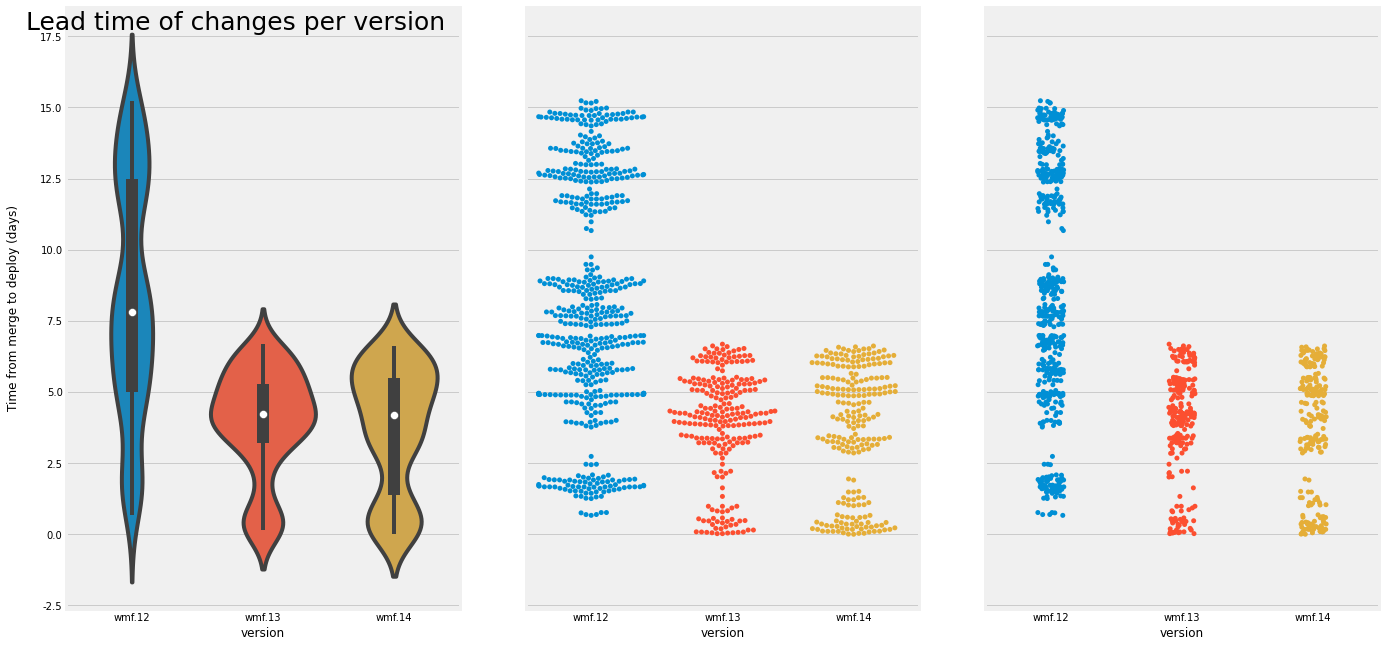 Lead time of changes per version
Time from merge to deploy (days)
17.5
15.0
12.5
10.0
7.5
5.0
2.5
0.0
-2.5
wmf.12 wmf.13 wmf.14
version
wmf.12 wmf.13 wmf.14
version
wmf.12 wmf.13 wmf.14
version